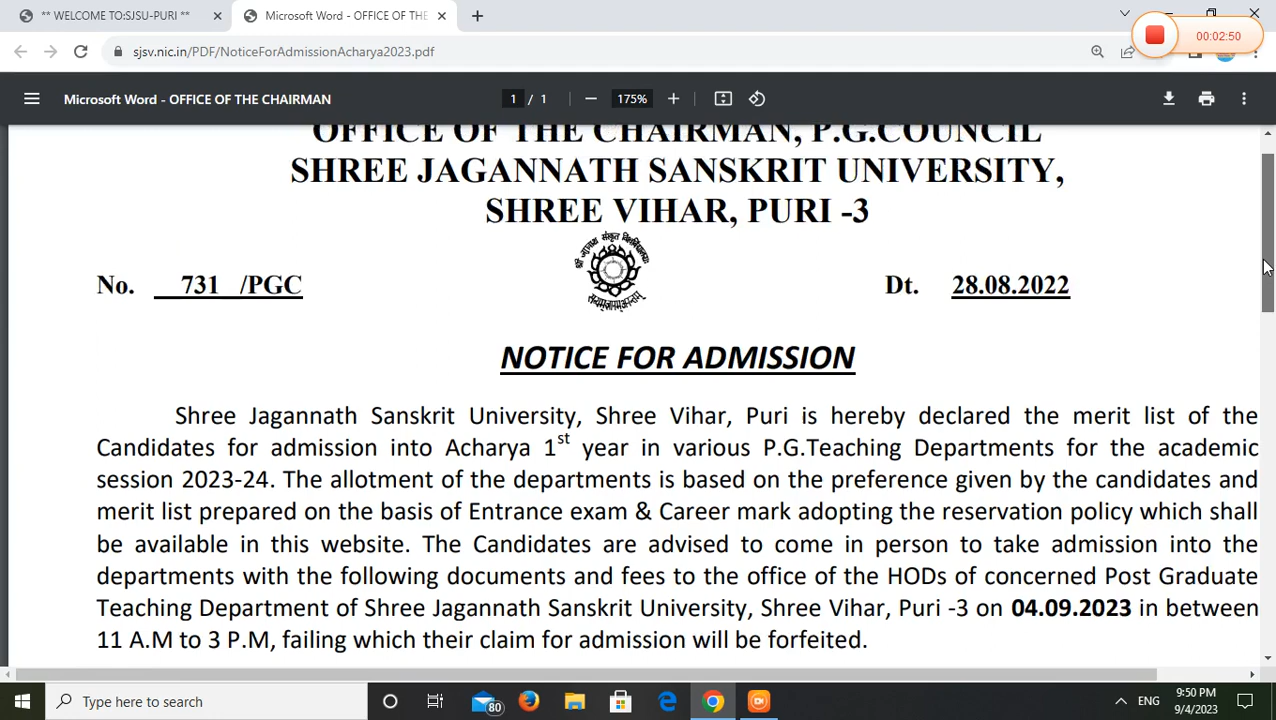 ** WELCOME TO:SJSU-PURI **
Microsoft Word - OFFICE OF THE
00:02:50
sjsv.nic.in/PDF/NoticeForAdmissionAcharya2023.pdf
Microsoft Word - OFFICE OF THE CHAIRMAN
1 / 1
175%
OFFICE OF THE CHAIRMAN, P.G.COUNCIL
SHREE JAGANNATH SANSKRIT UNIVERSITY,
SHREE VIHAR, PURI -3
No. 731 /PGC
Dt. 28.08.2022
NOTICE FOR ADMISSION
Shree Jagannath Sanskrit University, Shree Vihar, Puri is hereby declared the merit list of the
Candidates for admission into Acharya 1st year in various P.G.Teaching Departments for the academic
session 2023-24. The allotment of the departments is based on the preference given by the candidates and
merit list prepared on the basis of Entrance exam & Career mark adopting the reservation policy which shall
be available in this website. The Candidates are advised to come in person to take admission into the
departments with the following documents and fees to the office of the HODs of concerned Post Graduate
Teaching Department of Shree Jagannath Sanskrit University, Shree Vihar, Puri -3 on 04.09.2023 in between
11 A.M to 3 P.M, failing which their claim for admission will be forfeited.
Type here to search
80
ENG
9:50 PM
9/4/2023